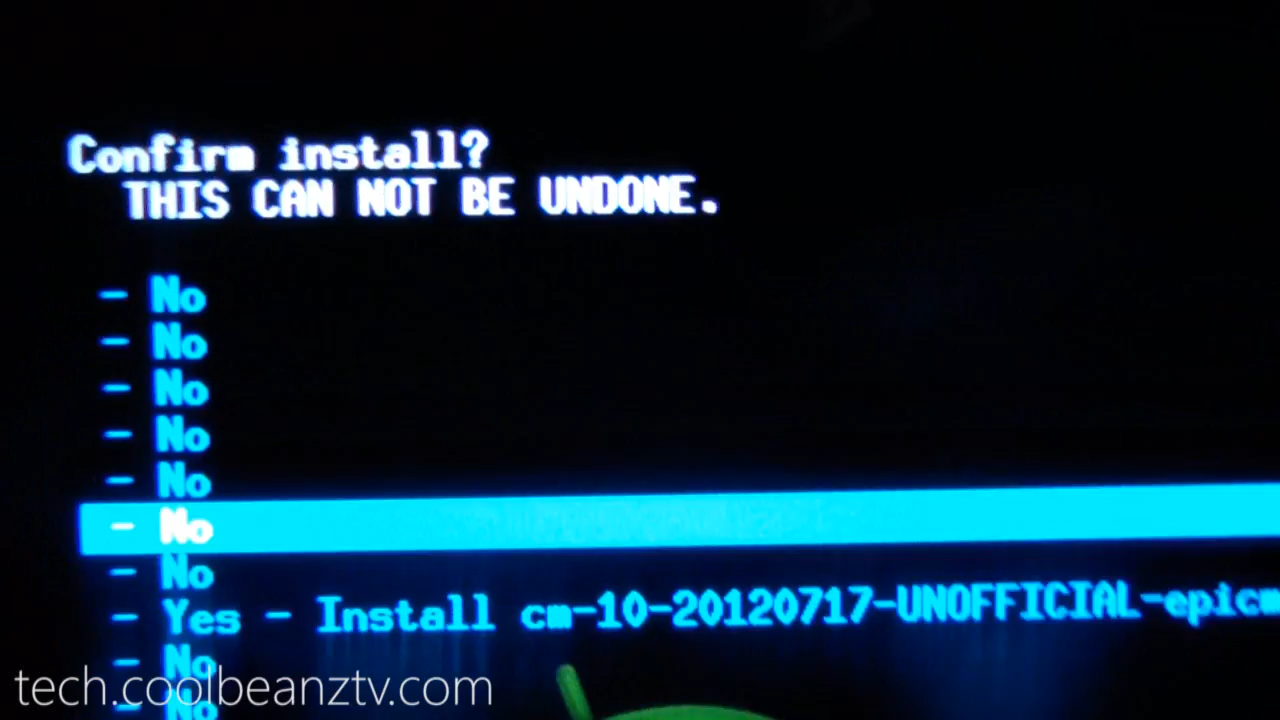 Confirm install?
THIS CAN NOT BE UNDONE.
- No
- No
- No
- No
- No
- No
- No
- Yes - Install cm-10-20120717-UNOFFICIAL-epicm
- No
- No
tech.coolbeanztv.com